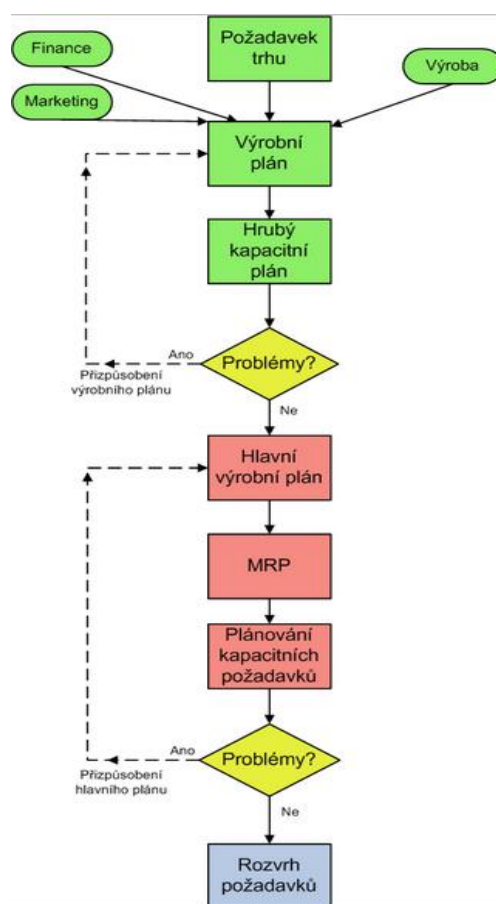 Finance
Požadavek
trhu
Výroba
Marketing
Výrobní
plán
Hrubý
kapacitní
plán
Ano
Problémy?
Přizpůsobení
výrobního plánu
Ne
Hlavní
výrobní plán
MRP
Plánování
kapacitních
požadavků
Ano
Problémy?
Přizpůsobení
hlavního plánu
Ne
Rozvrh
požadavků